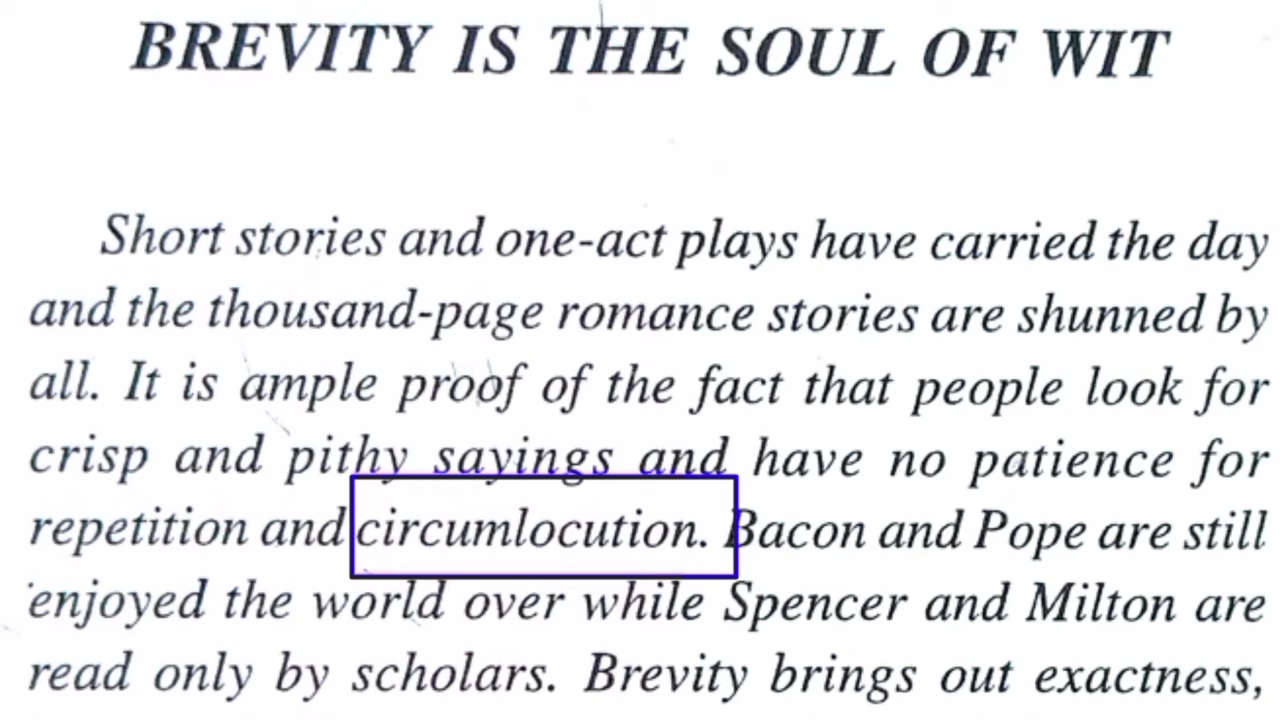 BREVITY IS THE SOUL OF WIT
Short stories and one-act plays have carried the day
and the thousand-page romance stories are shunned by
all. It is ample proof of the fact that people look for
crisp and pithy sayings and have no patience for
repetition and circumlocution. Bacon and Pope are still
enjoyed the world over while Spencer and Milton are
read only by scholars. Brevity brings out exactness,